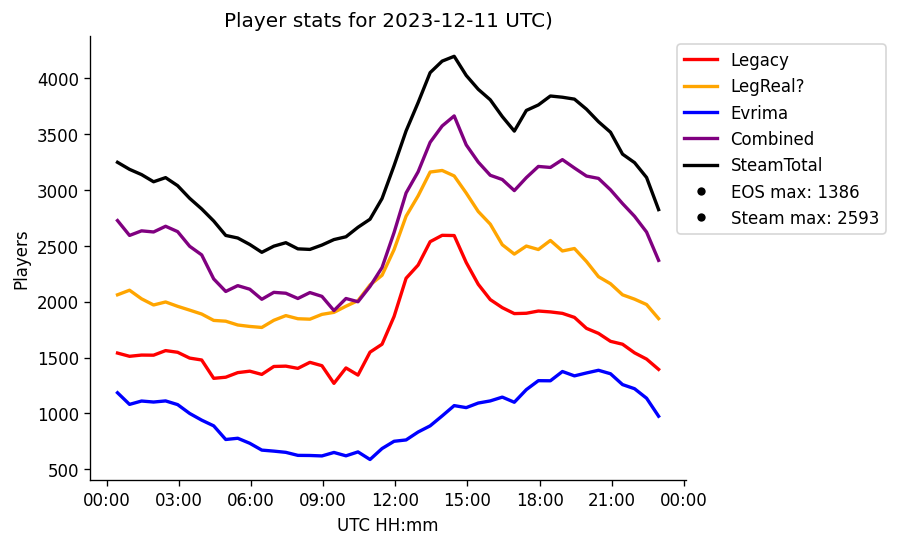 Player stats for 2023-12-11 UTC)
Legacy
LegReal?
Evrima
Combined
SteamTotal
EOS max: 1386
Steam max: 2593
Players
4000
3500
3000
2500
2000
1500
1000
500
00:00 03:00 06:00 09:00 12:00 15:00 18:00 21:00 00:00
UTC HH:mm